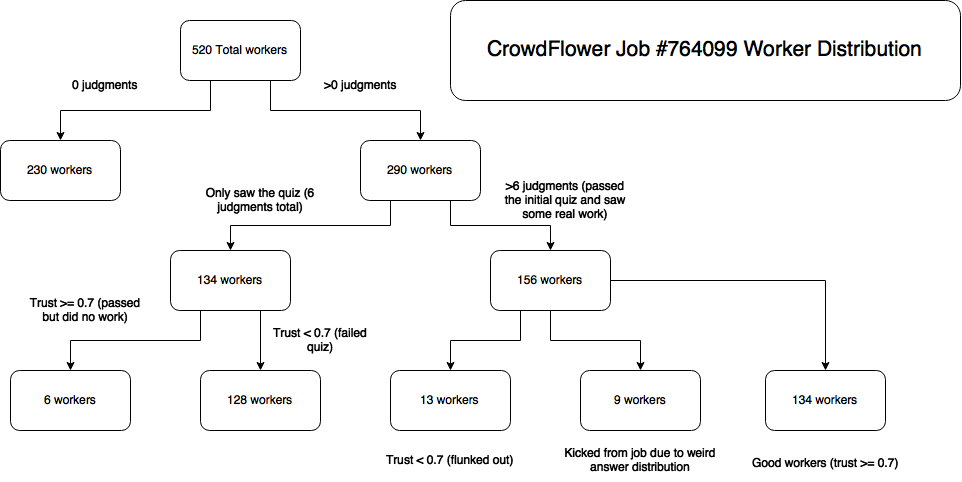 CrowdFlower Job #764099 Worker Distribution
520 Total workers
0 judgments
>0 judgments
230 workers
290 workers
Only saw the quiz (6
judgments total)
>6 judgments (passed
the initial quiz and saw
some real work)
134 workers
156 workers
Trust >= 0.7 (passed
but did no work)
Trust < 0.7 (failed
quiz)
6 workers
128 workers
13 workers
9 workers
134 workers
Trust < 0.7 (flunked out)
Kicked from job due to weird
answer distribution
Good workers (trust >= 0.7)